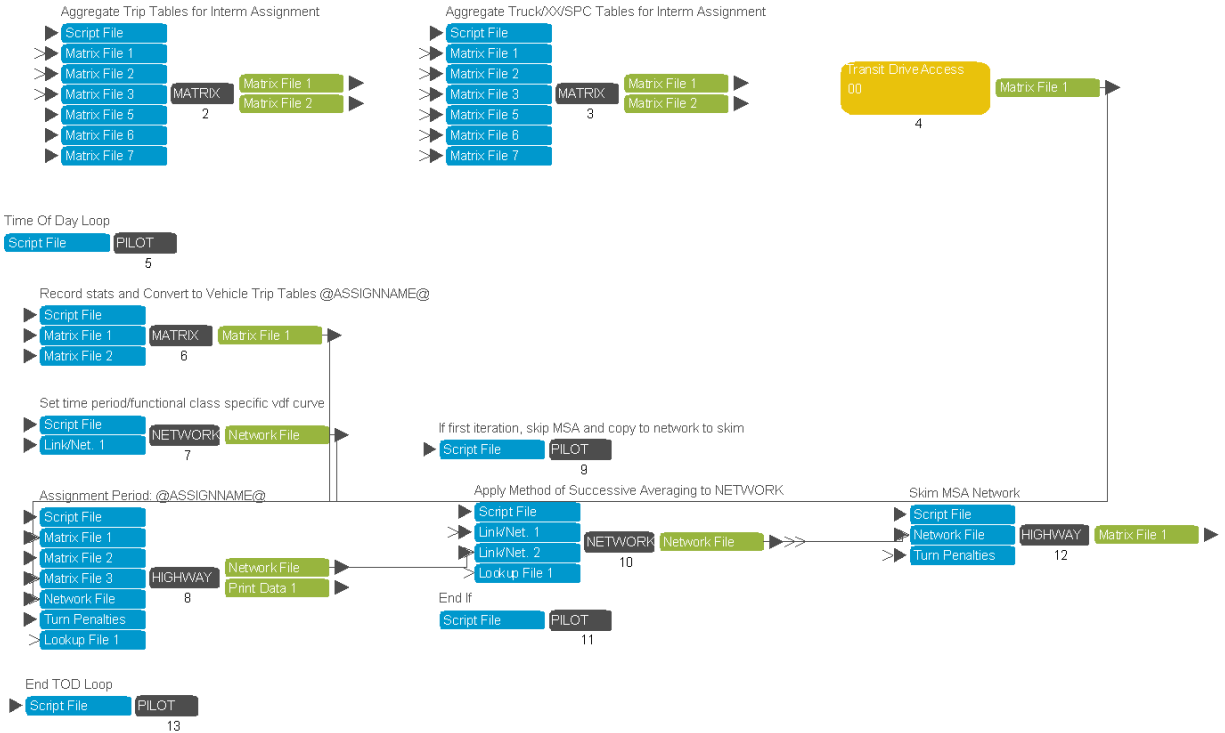 Aggregate Trip Tables for Interm Assignment
Script File
Matrix File 1
Matrix File 2
Matrix File 3
Matrix File 5
Matrix File 6
Matrix File 7
MATRIX
2
Matrix File 1
Matrix File 2
Aggregate Truck/XX/SPC Tables for Interm Assignment
Script File
Matrix File 1
Matrix File 2
Matrix File 3
Matrix File 5
Matrix File 6
Matrix File 7
MATRIX
3
Matrix File 1
Matrix File 2
Transit Drive Access
00
4
Matrix File 1
Time Of Day Loop
Script File
PILOT
5
Record stats and Convert to Vehicle Trip Tables @ASSIGNNAME@
Script File
Matrix File 1
Matrix File 2
MATRIX
6
Matrix File 1
Set time period/functional class specific vdf curve
Script File
Link/Net. 1
NETWORK
7
Network File
If first iteration, skip MSA and copy to network to skim
Script File
PILOT
9
Assignment Period: @ASSIGNNAME@
Script File
Matrix File 1
Matrix File 2
Matrix File 3
Network File
Turn Penalties
Lookup File 1
HIGHWAY
8
Network File
Print Data 1
Apply Method of Successive Averaging to NETWORK
Script File
Link/Net. 1
Link/Net. 2
Lookup File 1
NETWORK
10
Network File
Skim MSA Network
Script File
Network File
Turn Penalties
HIGHWAY
12
Matrix File 1
End If
Script File
PILOT
11
End TOD Loop
Script File
PILOT
13